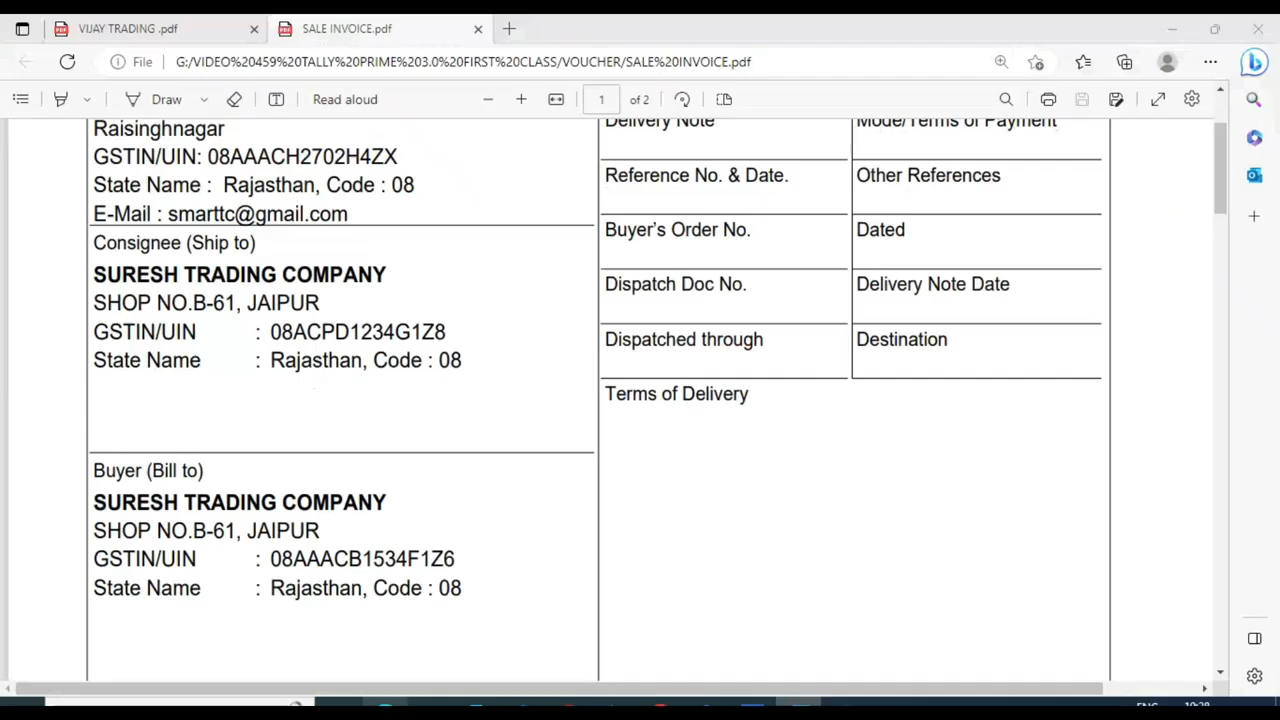 VIJAY TRADING .pdf
SALE INVOICE.pdf
File
G:/VIDEO%20459%20TALLY%20PRIME%203.0%20FIRST%20CLASS/VOUCHER/SALE%20INVOICE.pdf
Draw
Read aloud
1 of 2
Raisinghnagar
GSTIN/UIN: 08AAACH2702H4ZX
State Name : Rajasthan, Code : 08
E-Mail : smarttc@gmail.com
Consignee (Ship to)
SURESH TRADING COMPANY
SHOP NO.B-61, JAIPUR
GSTIN/UIN : 08ACPD1234G1Z8
State Name : Rajasthan, Code : 08
Buyer (Bill to)
SURESH TRADING COMPANY
SHOP NO.B-61, JAIPUR
GSTIN/UIN : 08AAACB1534F1Z6
State Name : Rajasthan, Code : 08
Delivery Note
Mode/Terms of Payment
Reference No. & Date.
Other References
Buyer's Order No.
Dated
Dispatch Doc No.
Delivery Note Date
Dispatched through
Destination
Terms of Delivery
ENG